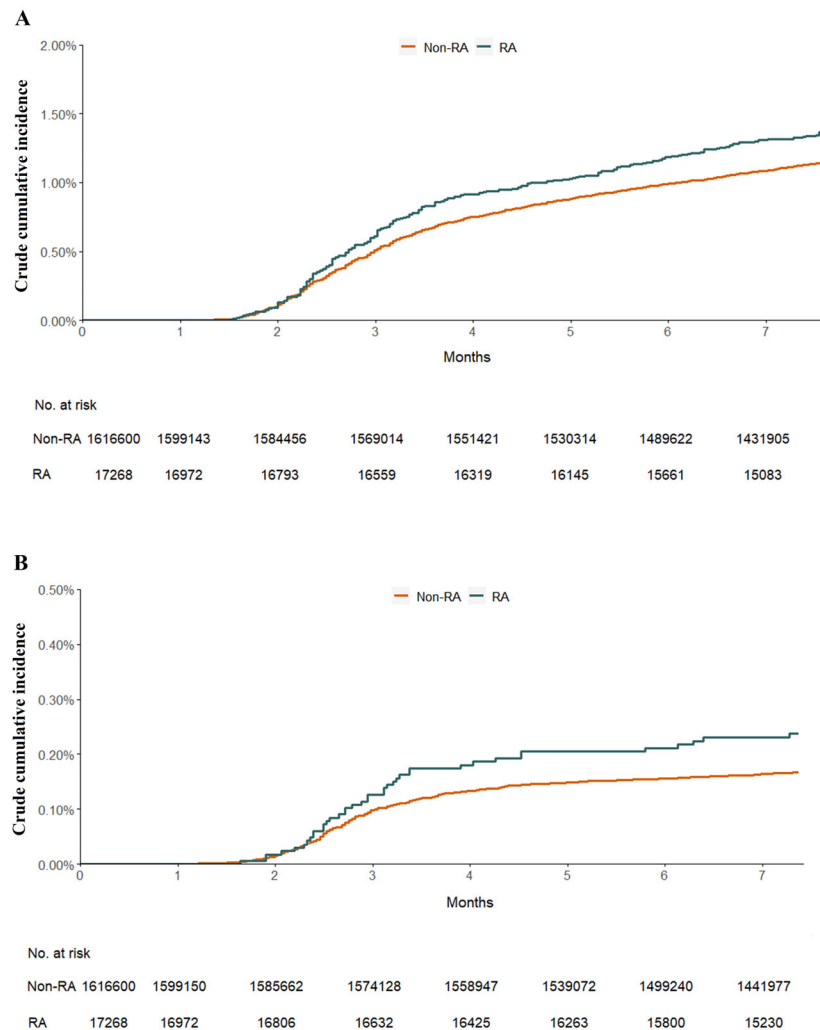 A
Non-RA RA
Crude cumulative incidence
2.00%
1.50%
1.00%
0.50%
0.00%
0 1 2 3 4 5 6 7
Months
No. at risk
Non-RA 1616600 1599143 1584456 1569014 1551421 1530314 1489622 1431905
RA 17268 16972 16793 16559 16319 16145 15661 15083
B
Non-RA RA
Crude cumulative incidence
0.50%
0.40%
0.30%
0.20%
0.10%
0.00%
0 1 2 3 4 5 6 7
Months
No. at risk
Non-RA 1616600 1599150 1585662 1574128 1558947 1539072 1499240 1441977
RA 17268 16972 16806 16632 16425 16263 15800 15230